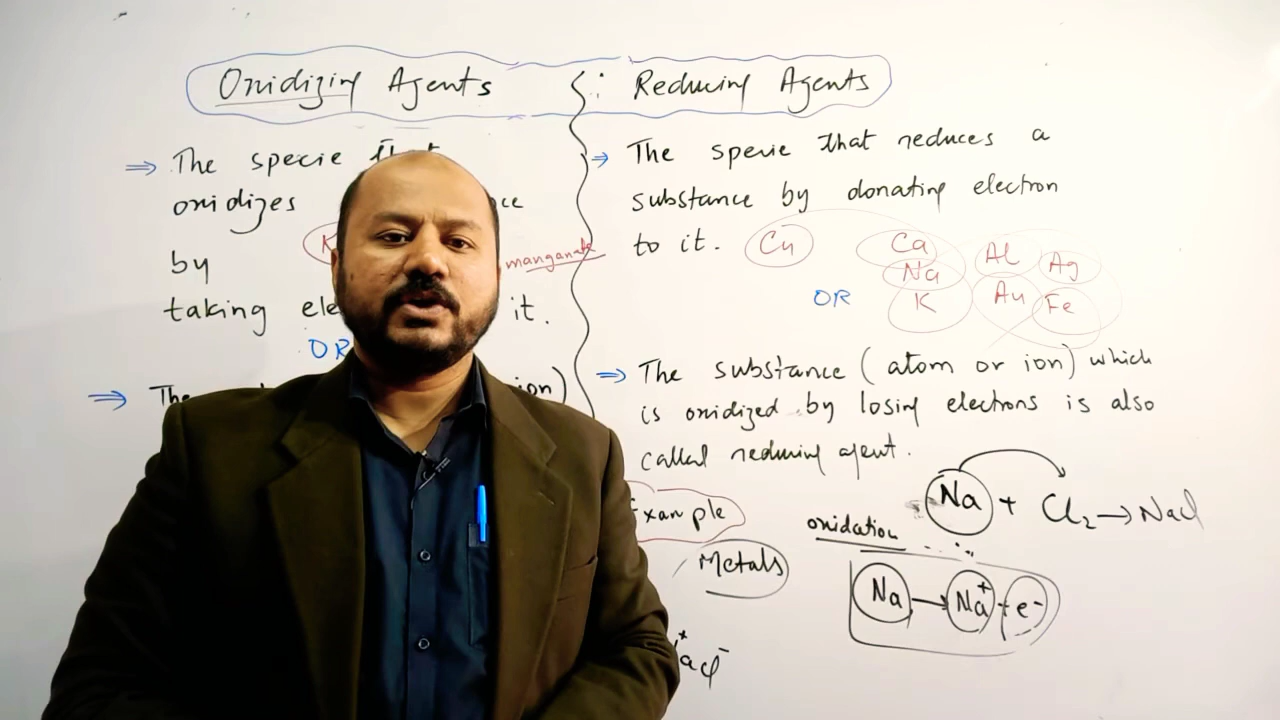 Oxidizing Agents : Reducing Agents
⇒ The specie that
oxidizes
by
manganate
taking it.
OR
⇒ The ion)
⇒ The specie that reduces a
substance by donating electron
to it. Cu Ca Al Ag
Na
OR K Au Fe
⇒ The substance (atom or ion) which
is oxidized by losing electrons is also
called reducing agent.
Example
Metals
Na + Cl₂ → NaCl
oxidation
Na → Na⁺ + e⁻